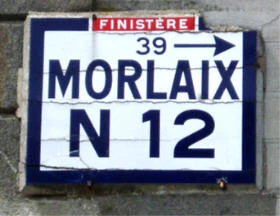 FINISTÈRE
39 →
MORLAIX
N 12